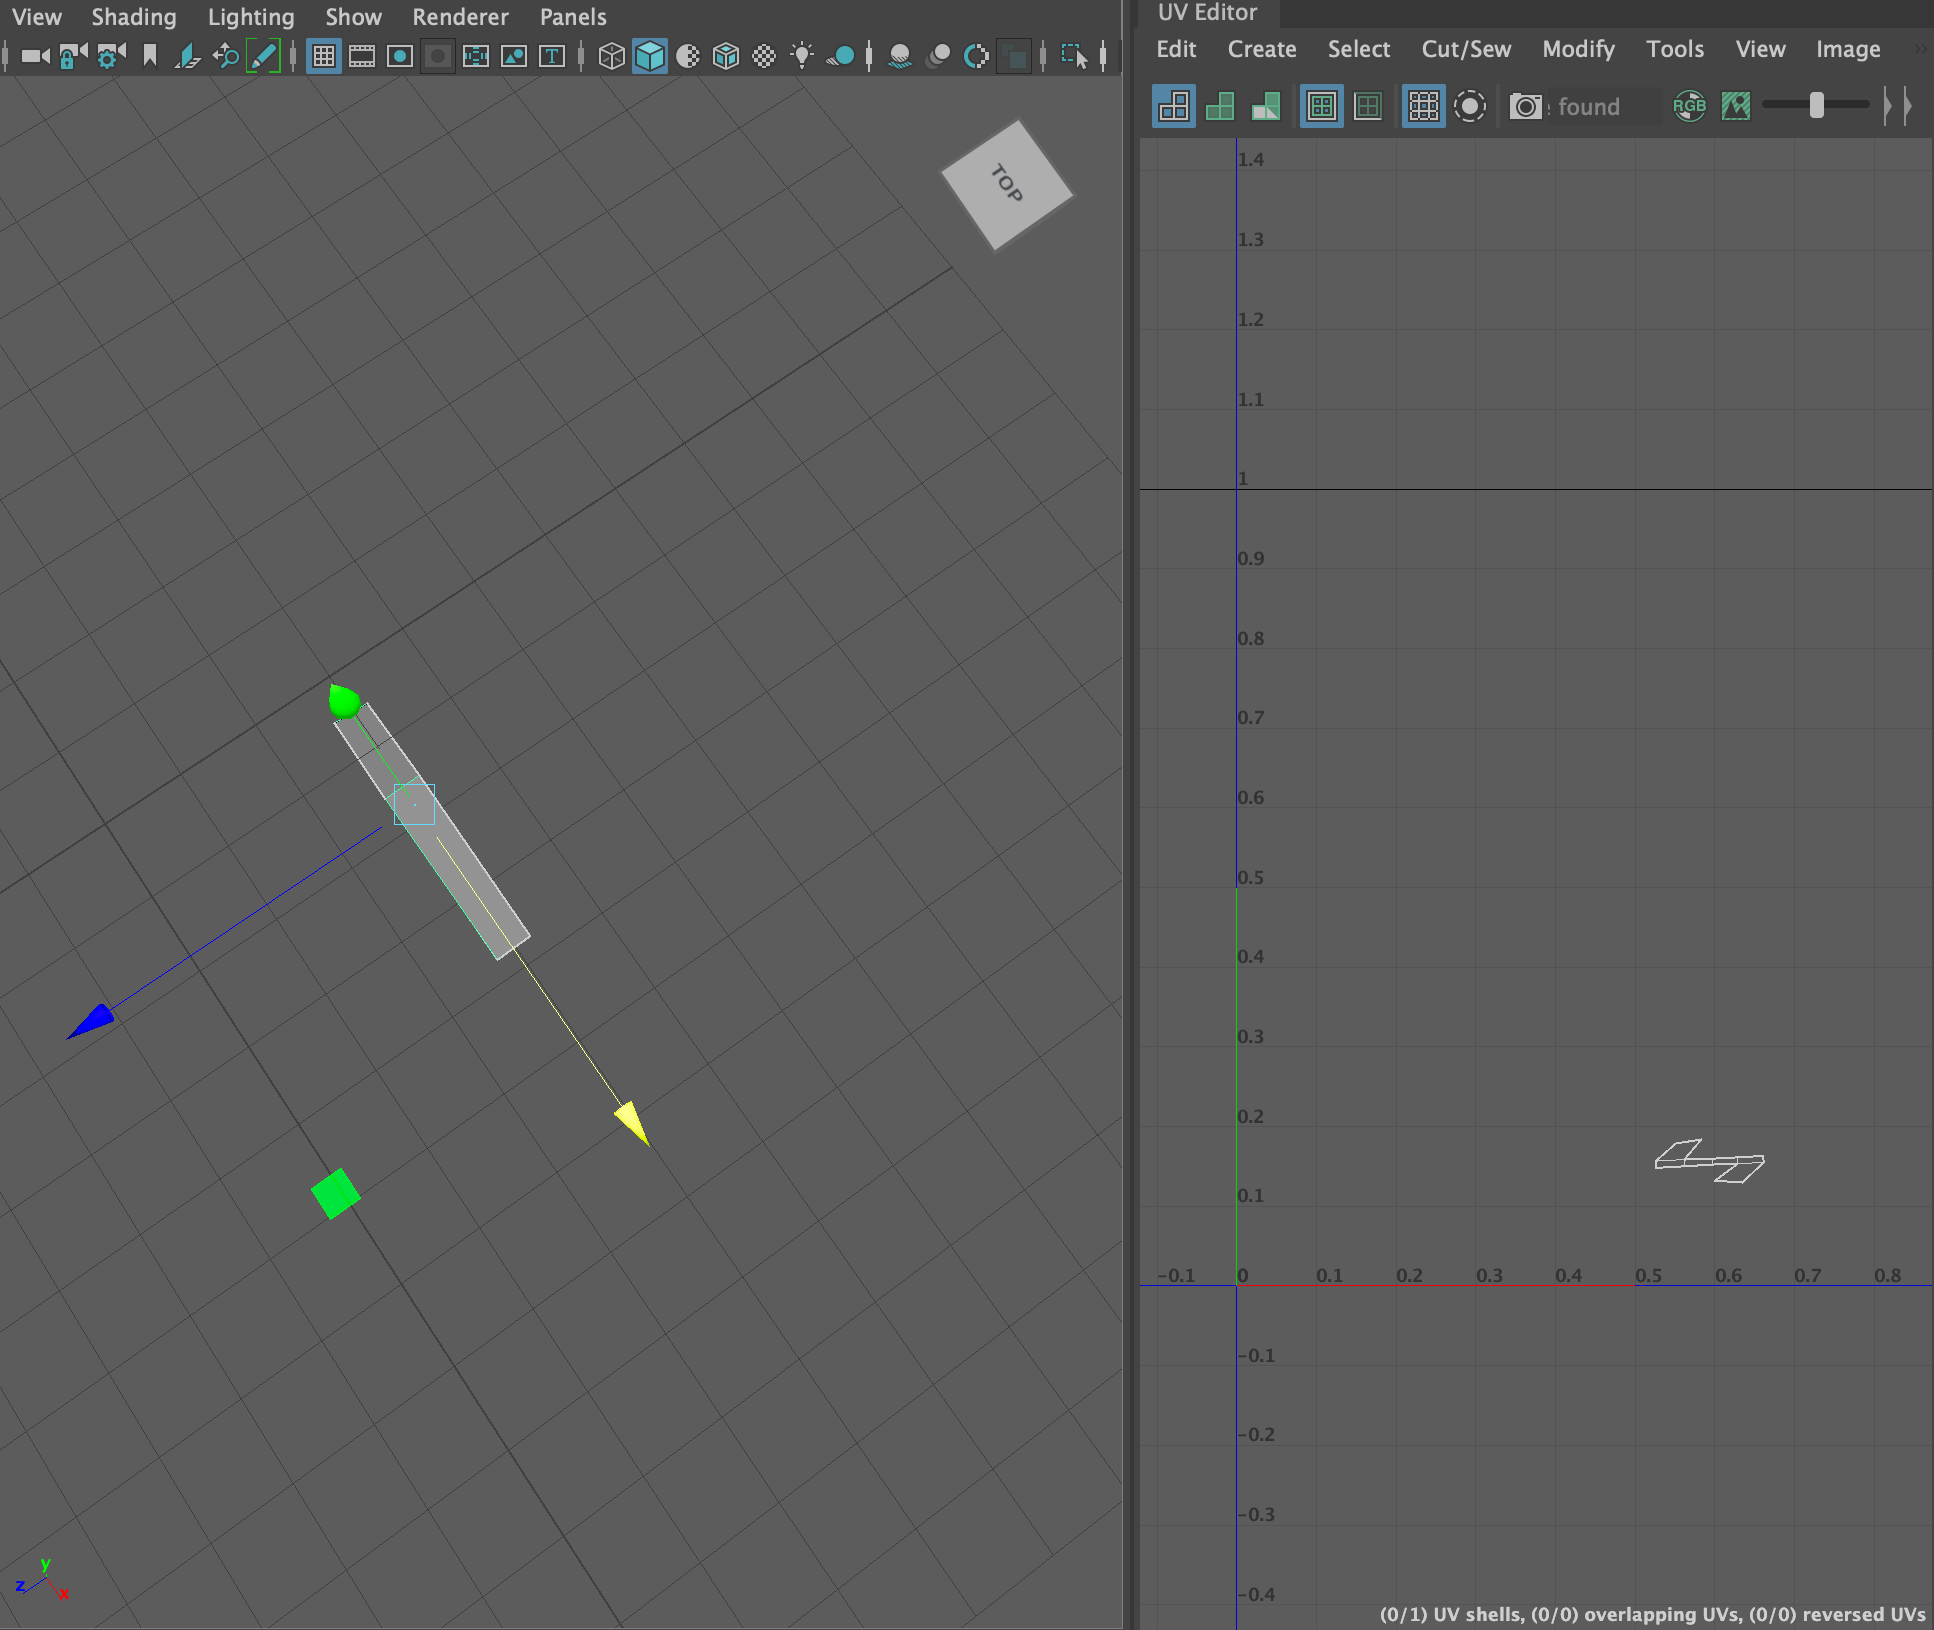 View Shading Lighting Show Renderer Panels
T
TOP
y
z x
UV Editor
Edit Create Select Cut/Sew Modify Tools View Image
found RGB
1.4
1.3
1.2
1.1
1
0.9
0.8
0.7
0.6
0.5
0.4
0.3
0.2
0.1
-0.1 0 0.1 0.2 0.3 0.4 0.5 0.6 0.7 0.8
-0.1
-0.2
-0.3
-0.4
(0/1) UV shells, (0/0) overlapping UVs, (0/0) reversed UVs